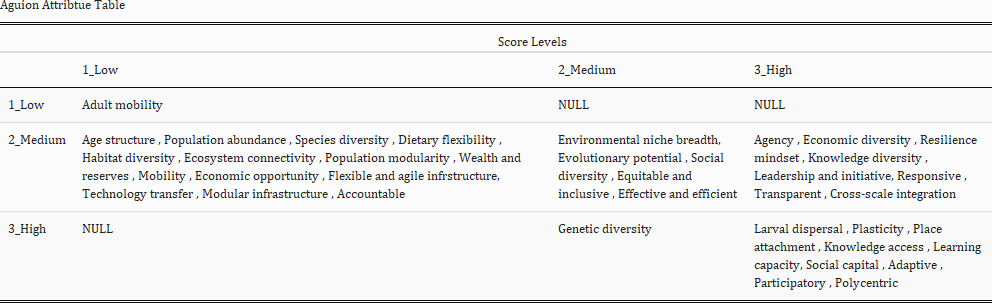 Aguion Attribtue Table
Score Levels
1_Low 2_Medium 3_High
1_Low Adult mobility NULL NULL
2_Medium Age structure , Population abundance , Species diversity , Dietary flexibility , Environmental niche breadth, Agency , Economic diversity , Resilience
Habitat diversity , Ecosystem connectivity , Population modularity , Wealth and Evolutionary potential , Social mindset , Knowledge diversity ,
reserves , Mobility , Economic opportunity , Flexible and agile infrstructure, diversity , Equitable and Leadership and initiative, Responsive ,
Technology transfer , Modular infrastructure , Accountable inclusive , Effective and efficient Transparent , Cross-scale integration
3_High NULL Genetic diversity Larval dispersal , Plasticity , Place
attachment , Knowledge access , Learning
capacity, Social capital , Adaptive ,
Participatory , Polycentric